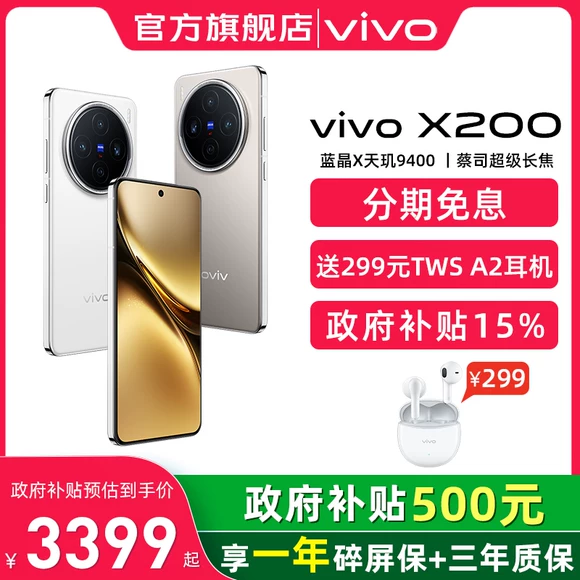 官方旗舰店 vivo
vivo X200
蓝晶X天玑9400 | 蔡司超级长焦
分期免息
送299元TWS A2耳机
政府补贴15%
¥299
vivo
vivo
vivo
政府补贴预估到手价
¥3399起
政府补贴500元
享一年碎屏保+三年质保